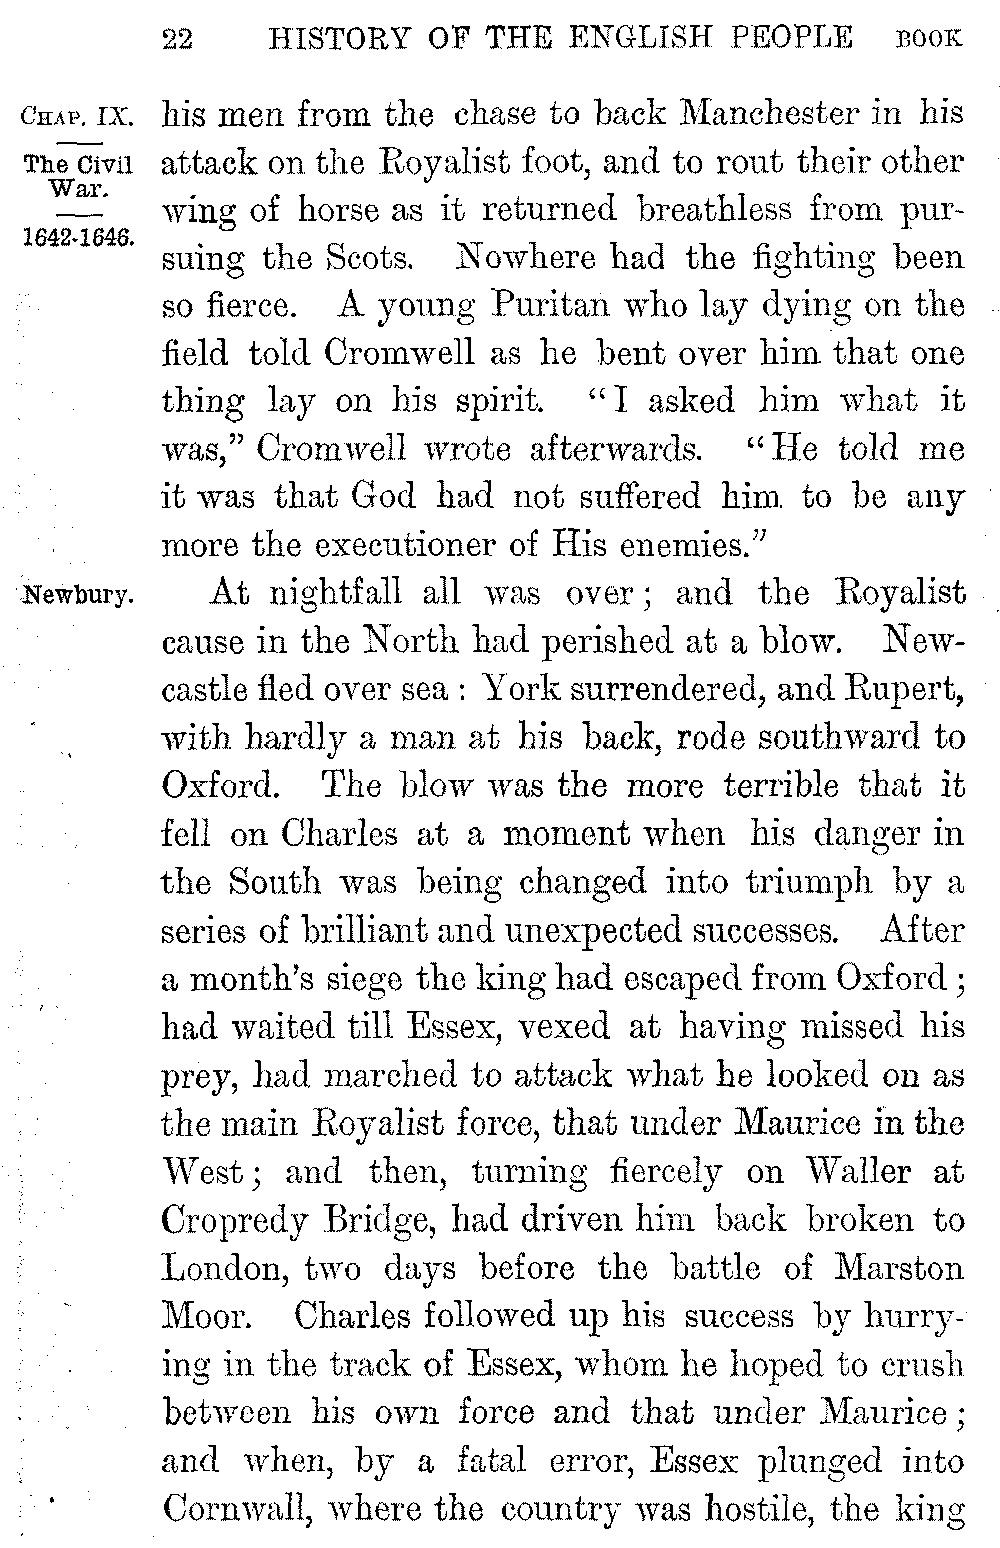 22 HISTORY OF THE ENGLISH PEOPLE BOOK
CHAP. IX.
The Civil
War.
1642-1646.
his men from the chase to back Manchester in his
attack on the Royalist foot, and to rout their other
wing of horse as it returned breathless from pur-
suing the Scots. Nowhere had the fighting been
so fierce. A young Puritan who lay dying on the
field told Cromwell as he bent over him that one
thing lay on his spirit. “I asked him what it
was,” Cromwell wrote afterwards. “He told me
it was that God had not suffered him to be any
more the executioner of His enemies.”
Newbury.
At nightfall all was over; and the Royalist
cause in the North had perished at a blow. New-
castle fled over sea: York surrendered, and Rupert,
with hardly a man at his back, rode southward to
Oxford. The blow was the more terrible that it
fell on Charles at a moment when his danger in
the South was being changed into triumph by a
series of brilliant and unexpected successes. After
a month's siege the king had escaped from Oxford;
had waited till Essex, vexed at having missed his
prey, had marched to attack what he looked on as
the main Royalist force, that under Maurice in the
West; and then, turning fiercely on Waller at
Cropredy Bridge, had driven him back broken to
London, two days before the battle of Marston
Moor. Charles followed up his success by hurry-
ing in the track of Essex, whom he hoped to crush
between his own force and that under Maurice;
and when, by a fatal error, Essex plunged into
Cornwall, where the country was hostile, the king